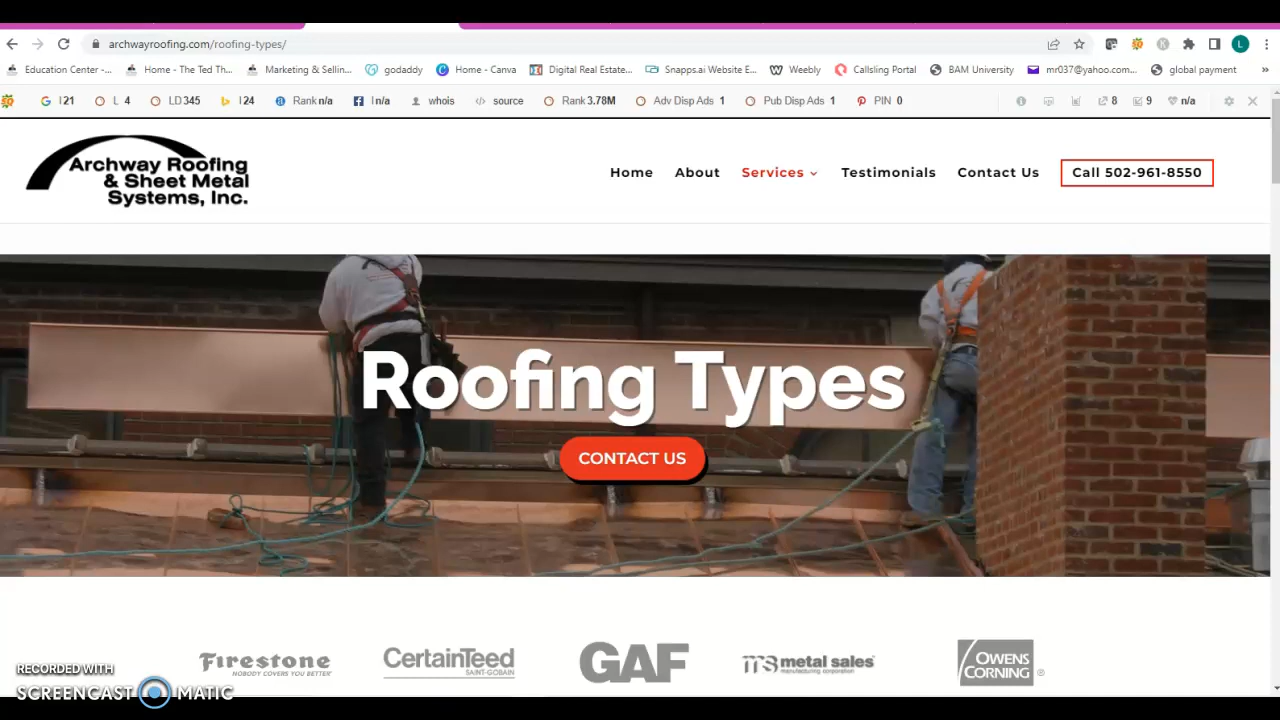 archwayroofing.com/roofing-types/
Education Center -... Home - The Ted Th... Marketing & Sellin... godaddy Home - Canva Digital Real Estate... Snapps.ai Website E... Weebly Callsling Portal BAM University mr037@yahoo.com... global payment »
I 21 L 4 LD 345 I 24 Rank n/a I n/a whois source Rank 3.78M Adv Disp Ads 1 Pub Disp Ads 1 PIN 0 8 9 n/a
Archway Roofing
& Sheet Metal
Systems, Inc.
Home About Services Testimonials Contact Us Call 502-961-8550
Roofing Types
CONTACT US
Firestone
NOBODY COVERS YOU BETTER
CertainTeed
SAINT-GOBAIN
GAF
metal sales
manufacturing corporation
OWENS
CORNING
RECORDED WITH
SCREENCAST MATIC